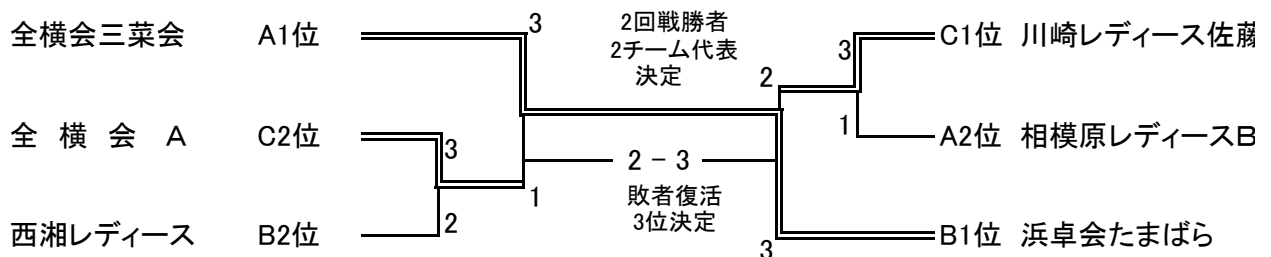 全横会三菜会 A1位 3 2回戦勝者 C1位 川崎レディース佐藤
2チーム代表 3
決定 2
全 横 会 A C2位 3 1 A2位 相模原レディースB
2 − 3
1 敗者復活
西湘レディース B2位 2 3位決定 B1位 浜卓会たまばら
3